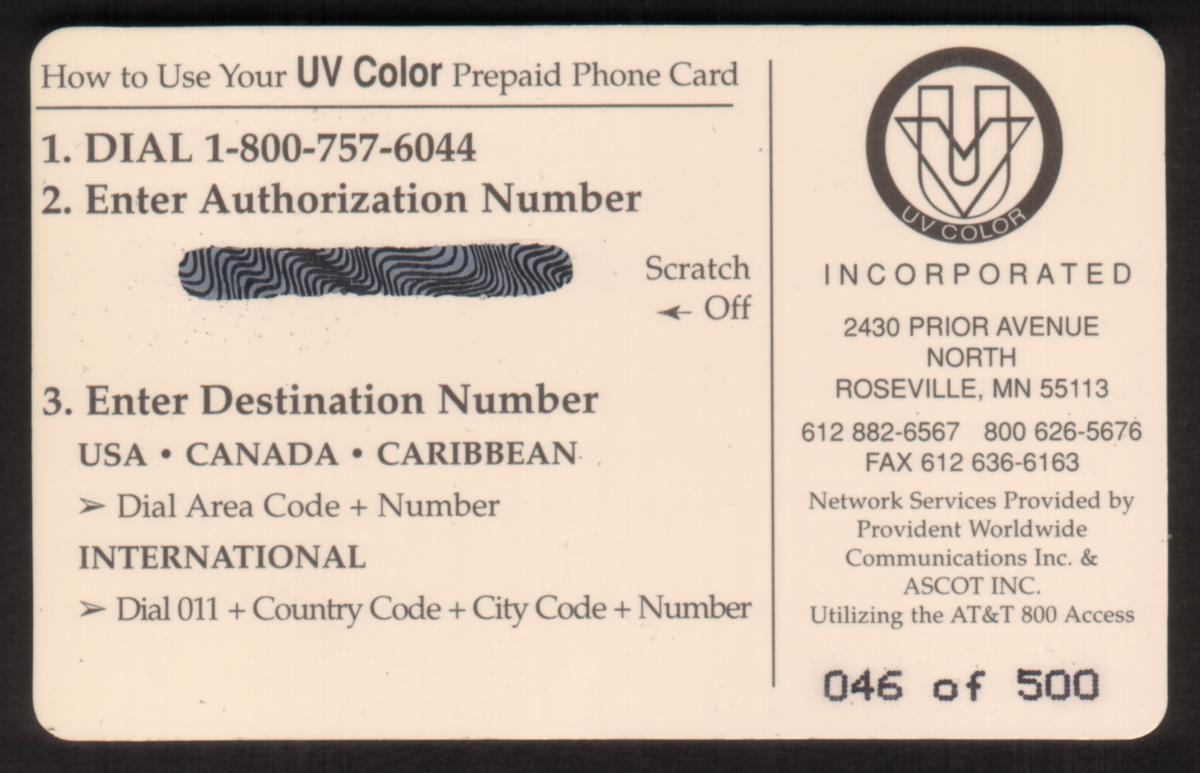 How to Use Your UV Color Prepaid Phone Card
1. DIAL 1-800-757-6044
2. Enter Authorization Number
Scratch
← Off
3. Enter Destination Number
USA • CANADA • CARIBBEAN
➢ Dial Area Code + Number
INTERNATIONAL
➢ Dial 011 + Country Code + City Code + Number
UV COLOR
INCORPORATED
2430 PRIOR AVENUE
NORTH
ROSEVILLE, MN 55113
612 882-6567 800 626-5676
FAX 612 636-6163
Network Services Provided by
Provident Worldwide
Communications Inc. &
ASCOT INC.
Utilizing the AT&T 800 Access
046 of 500